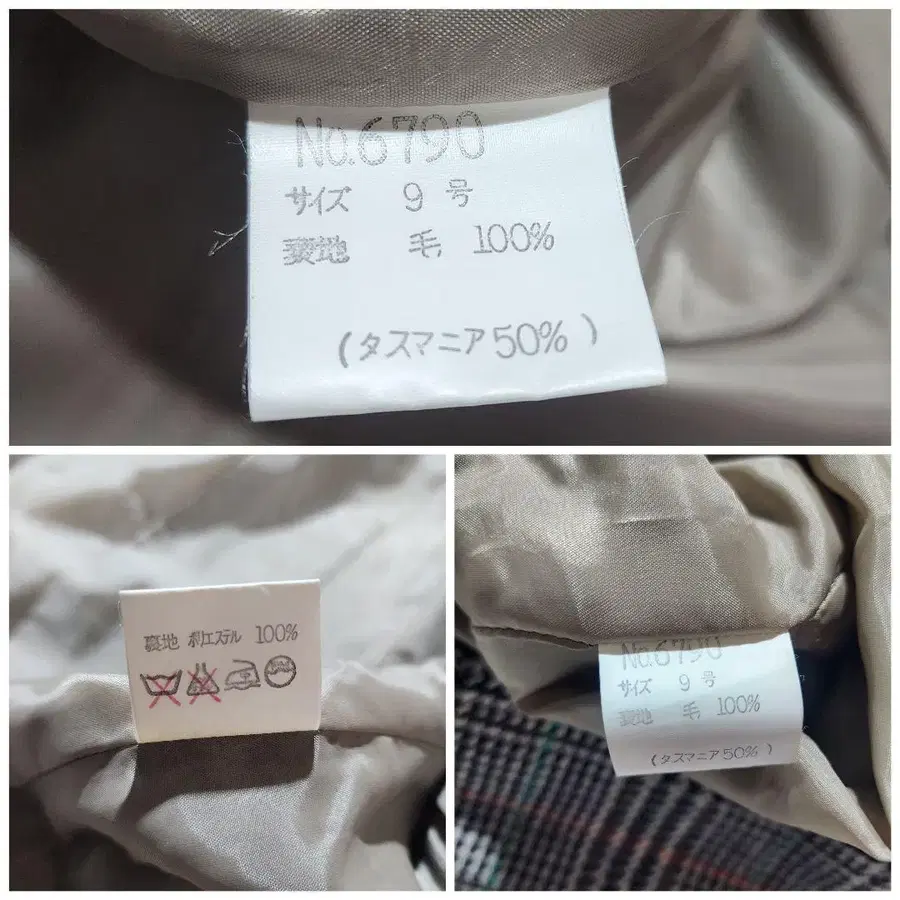 No.6790
サイズ 9 号
表地 毛 100%
(タスマニア50%)
裏地 ポリエステル 100%
No.6790
サイズ 9 号
表地 毛 100%
(タスマニア50%)